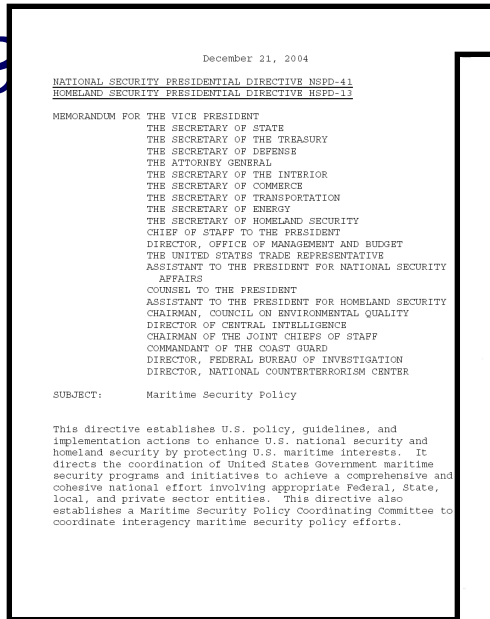 December 21, 2004
NATIONAL SECURITY PRESIDENTIAL DIRECTIVE NSPD-41
HOMELAND SECURITY PRESIDENTIAL DIRECTIVE HSPD-13
MEMORANDUM FOR THE VICE PRESIDENT
THE SECRETARY OF STATE
THE SECRETARY OF THE TREASURY
THE SECRETARY OF DEFENSE
THE ATTORNEY GENERAL
THE SECRETARY OF THE INTERIOR
THE SECRETARY OF COMMERCE
THE SECRETARY OF TRANSPORTATION
THE SECRETARY OF ENERGY
THE SECRETARY OF HOMELAND SECURITY
CHIEF OF STAFF TO THE PRESIDENT
DIRECTOR, OFFICE OF MANAGEMENT AND BUDGET
THE UNITED STATES TRADE REPRESENTATIVE
ASSISTANT TO THE PRESIDENT FOR NATIONAL SECURITY
AFFAIRS
COUNSEL TO THE PRESIDENT
ASSISTANT TO THE PRESIDENT FOR HOMELAND SECURITY
CHAIRMAN, COUNCIL ON ENVIRONMENTAL QUALITY
DIRECTOR OF CENTRAL INTELLIGENCE
CHAIRMAN OF THE JOINT CHIEFS OF STAFF
COMMANDANT OF THE COAST GUARD
DIRECTOR, FEDERAL BUREAU OF INVESTIGATION
DIRECTOR, NATIONAL COUNTERTERRORISM CENTER
SUBJECT: Maritime Security Policy
This directive establishes U.S. policy, guidelines, and
implementation actions to enhance U.S. national security and
homeland security by protecting U.S. maritime interests. It
directs the coordination of United States Government maritime
security programs and initiatives to achieve a comprehensive and
cohesive national effort involving appropriate Federal, State,
local, and private sector entities. This directive also
establishes a Maritime Security Policy Coordinating Committee to
coordinate interagency maritime security policy efforts.